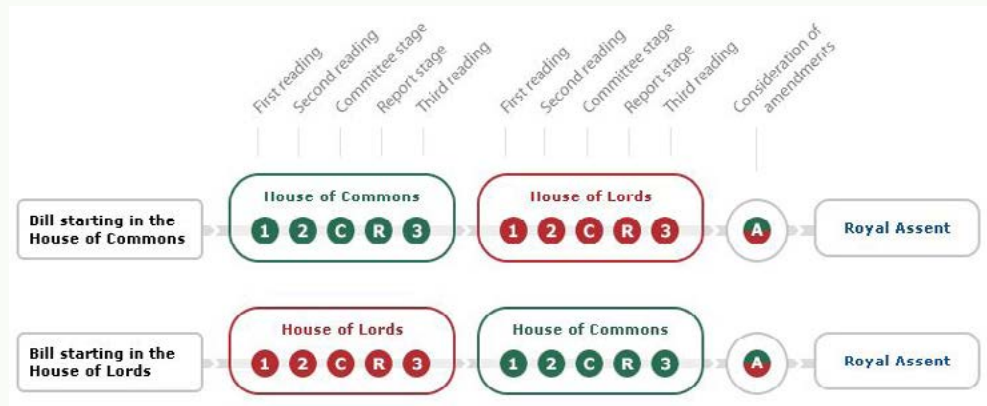 First reading
Second reading
Committee stage
Report stage
Third reading
First reading
Second reading
Committee stage
Report stage
Third reading
Consideration of
amendments
Bill starting in the
House of Commons
House of Commons
1 2 C R 3
House of Lords
1 2 C R 3
A
Royal Assent
Bill starting in the
House of Lords
House of Lords
1 2 C R 3
House of Commons
1 2 C R 3
A
Royal Assent